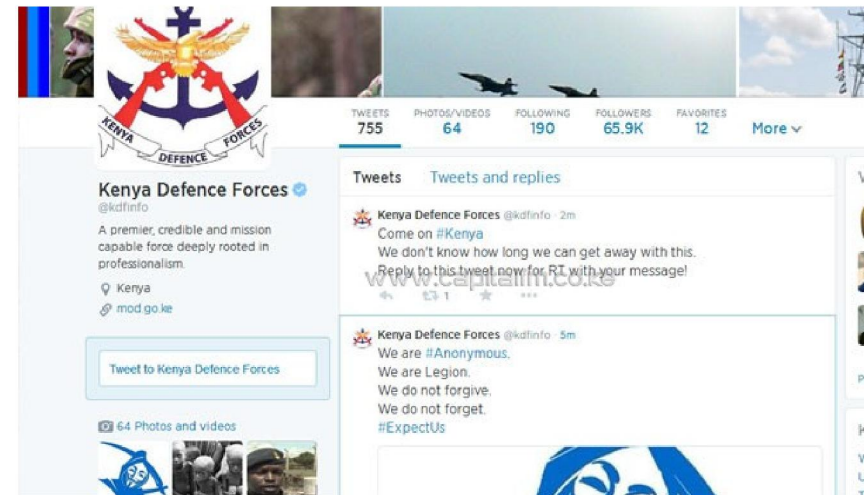 KENYA DEFENCE FORCES
TWEETS
755
PHOTOS/VIDEOS
64
FOLLOWING
190
FOLLOWERS
65.9K
FAVORITES
12
More
Kenya Defence Forces
@kdfinfo
A premier, credible and mission
capable force deeply rooted in
professionalism.
Kenya
mod.go.ke
Tweet to Kenya Defence Forces
64 Photos and videos
Tweets Tweets and replies
Kenya Defence Forces @kdfinfo · 2m
Come on #Kenya
We don't know how long we can get away with this.
Reply to this tweet now for RT with your message!
www.capitalfm.co.ke
1
Kenya Defence Forces @kdfinfo · 5m
We are #Anonymous.
We are Legion.
We do not forgive.
We do not forget.
#ExpectUs